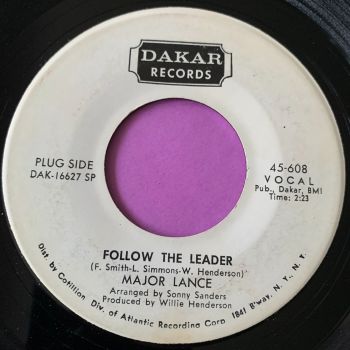 DAKAR
RECORDS
PLUG SIDE
DAK-16627 SP
45-608
VOCAL
Pub., Dakar, BMI
Time: 2:23
FOLLOW THE LEADER
(F. Smith-L. Simmons-W. Henderson)
MAJOR LANCE
Arranged by Sonny Sanders
Produced by Willie Henderson
Dist. by Cotillion Div. of Atlantic Recording Corp. 1841 B'way, N.Y., N.Y.